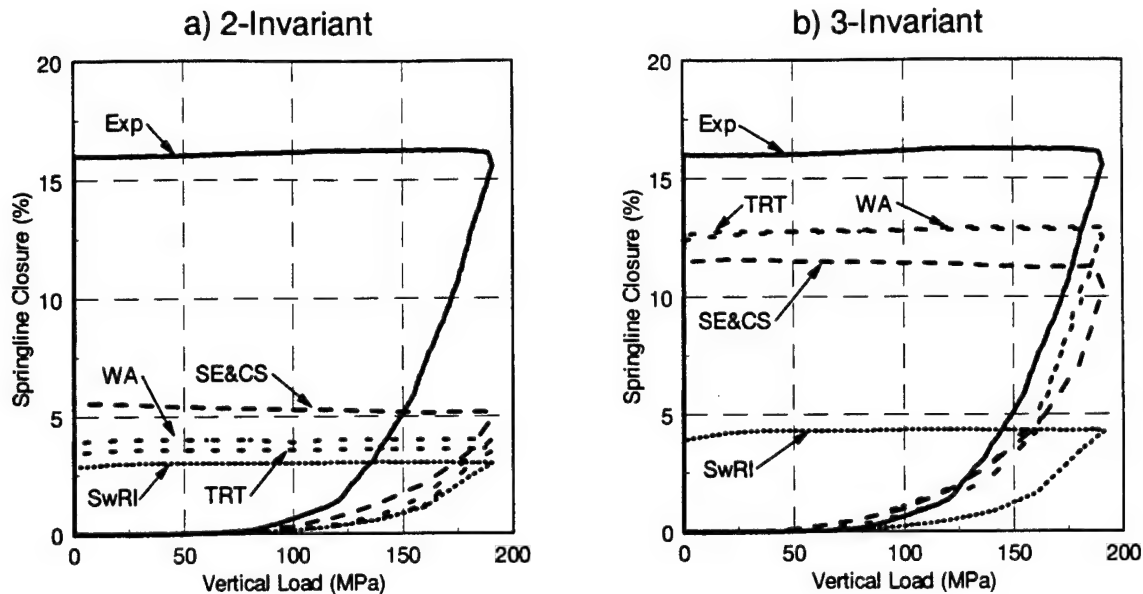 a) 2-Invariant
20
15
10
5
0
Springline Closure (%)
Exp
WA
SE&CS
SwRI
TRT
0 50 100 150 200
Vertical Load (MPa)
b) 3-Invariant
20
15
10
5
0
Springline Closure (%)
Exp
TRT
WA
SE&CS
SwRI
0 50 100 150 200
Vertical Load (MPa)